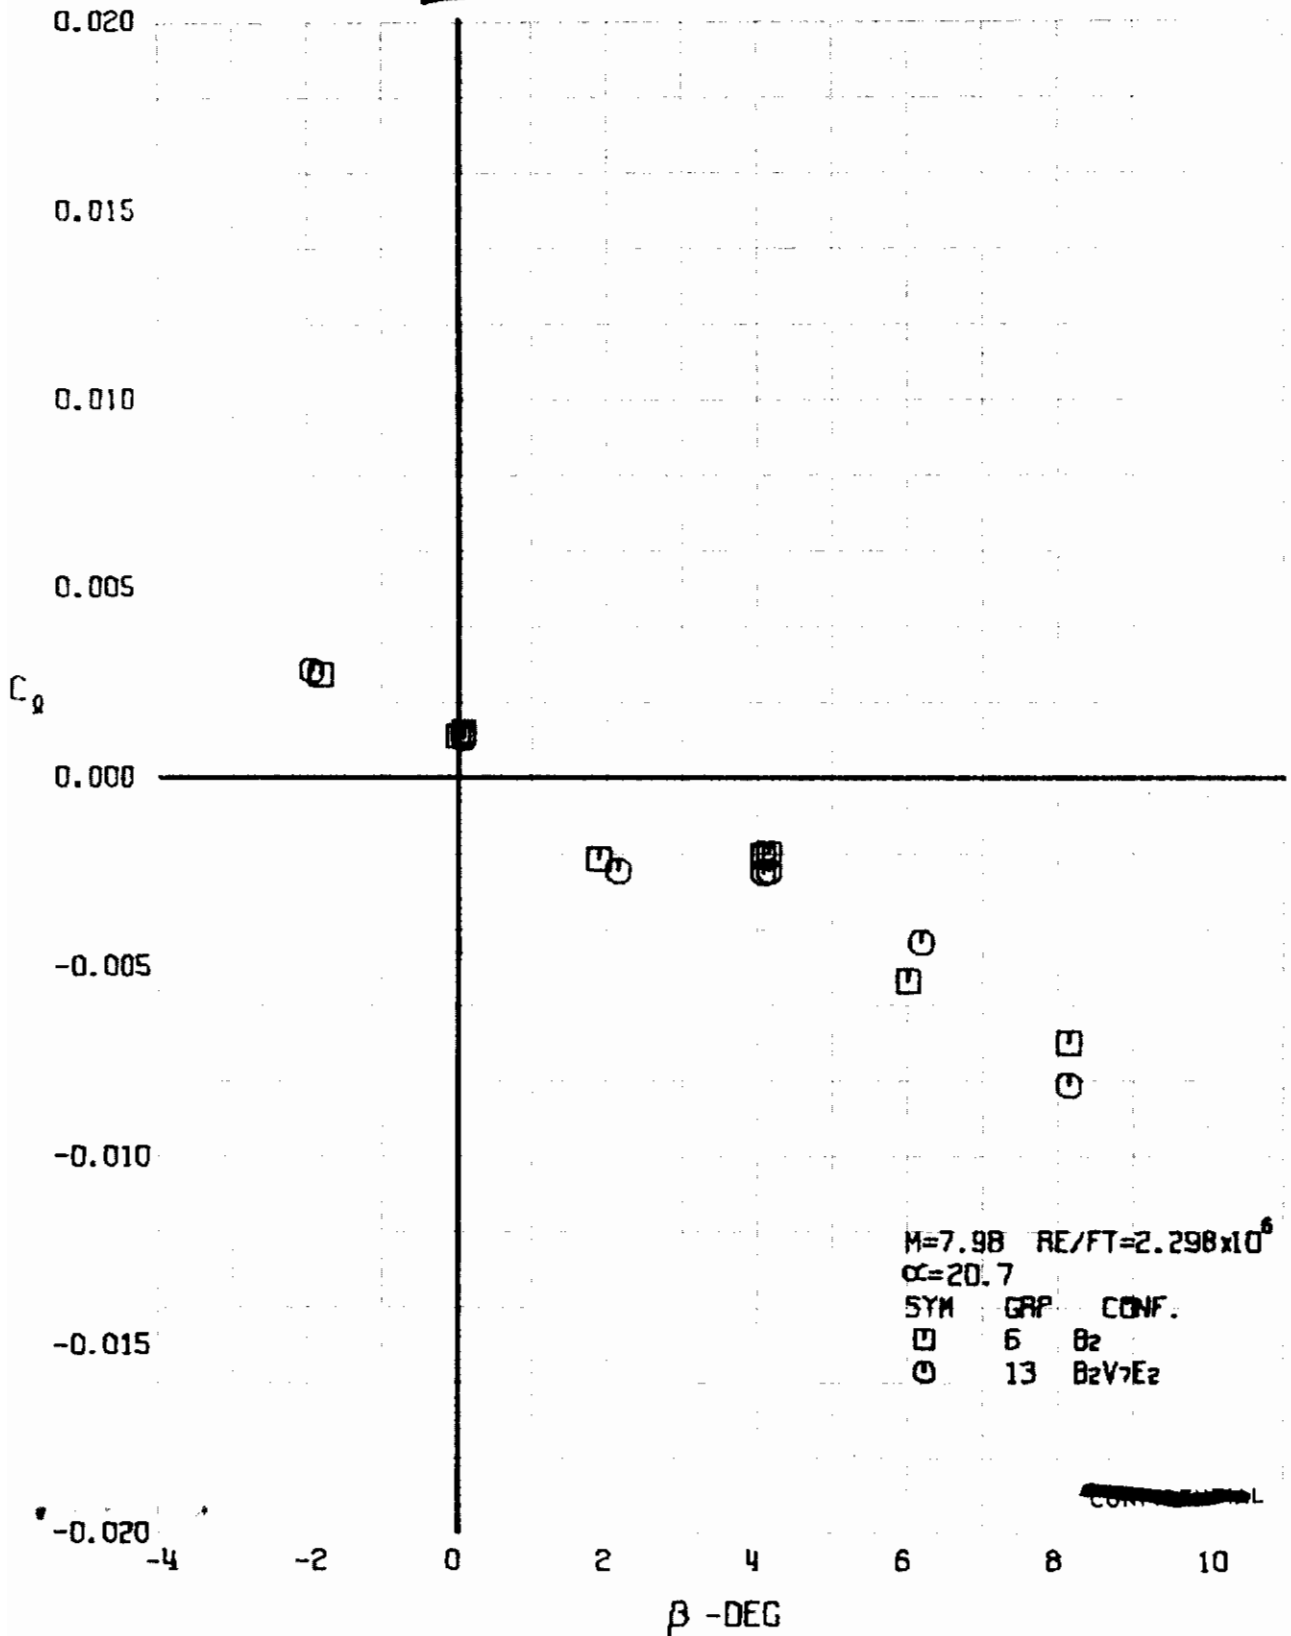 0.020
0.015
0.010
0.005
C_ℓ
0.000
-0.005
-0.010
-0.015
-0.020
-4 -2 0 2 4 6 8 10
β -DEG
M=7.98 RE/FT=2.298x10⁶
α=20.7
SYM GRP CONF.
6 B₂
13 B₂V₇E₂